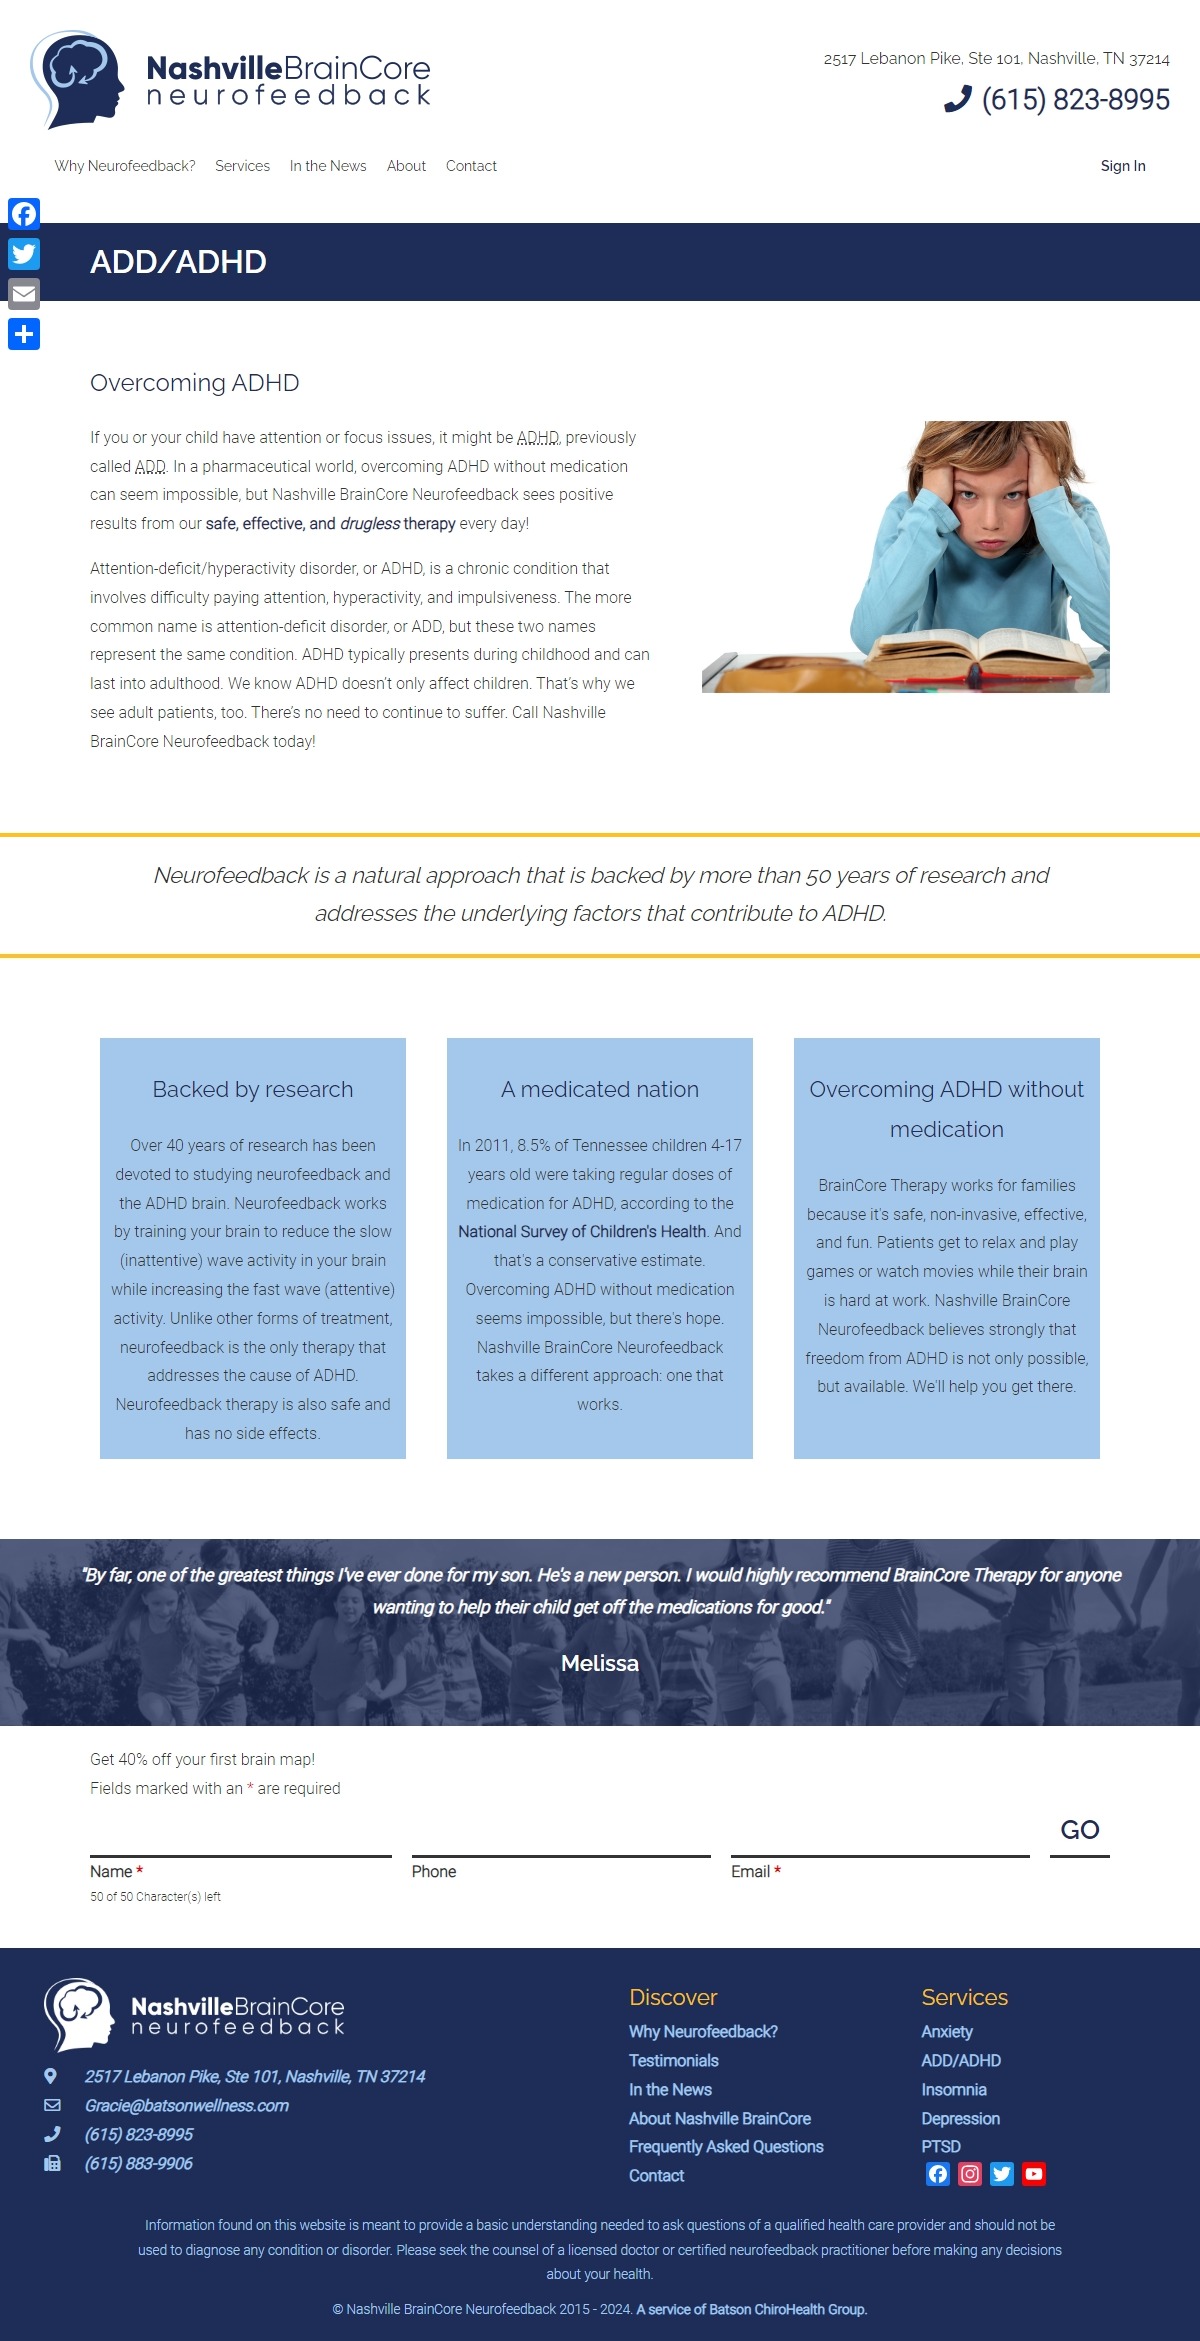 NashvilleBrainCore
neurofeedback
2517 Lebanon Pike, Ste 101, Nashville, TN 37214
(615) 823-8995
Why Neurofeedback? Services In the News About Contact
Sign In
ADD/ADHD
Overcoming ADHD
If you or your child have attention or focus issues, it might be ADHD, previously
called ADD. In a pharmaceutical world, overcoming ADHD without medication
can seem impossible, but Nashville BrainCore Neurofeedback sees positive
results from our safe, effective, and drugless therapy every day!
Attention-deficit/hyperactivity disorder, or ADHD, is a chronic condition that
involves difficulty paying attention, hyperactivity, and impulsiveness. The more
common name is attention-deficit disorder, or ADD, but these two names
represent the same condition. ADHD typically presents during childhood and can
last into adulthood. We know ADHD doesn't only affect children. That's why we
see adult patients, too. There's no need to continue to suffer. Call Nashville
BrainCore Neurofeedback today!
Neurofeedback is a natural approach that is backed by more than 50 years of research and
addresses the underlying factors that contribute to ADHD.
Backed by research
Over 40 years of research has been
devoted to studying neurofeedback and
the ADHD brain. Neurofeedback works
by training your brain to reduce the slow
(inattentive) wave activity in your brain
while increasing the fast wave (attentive)
activity. Unlike other forms of treatment,
neurofeedback is the only therapy that
addresses the cause of ADHD.
Neurofeedback therapy is also safe and
has no side effects.
A medicated nation
In 2011, 8.5% of Tennessee children 4-17
years old were taking regular doses of
medication for ADHD, according to the
National Survey of Children's Health. And
that's a conservative estimate.
Overcoming ADHD without medication
seems impossible, but there's hope.
Nashville BrainCore Neurofeedback
takes a different approach: one that
works.
Overcoming ADHD without
medication
BrainCore Therapy works for families
because it's safe, non-invasive, effective,
and fun. Patients get to relax and play
games or watch movies while their brain
is hard at work. Nashville BrainCore
Neurofeedback believes strongly that
freedom from ADHD is not only possible,
but available. We'll help you get there.
"By far, one of the greatest things I've ever done for my son. He's a new person. I would highly recommend BrainCore Therapy for anyone
wanting to help their child get off the medications for good."
Melissa
Get 40% off your first brain map!
Fields marked with an * are required
GO
Name * Phone Email *
50 of 50 Character(s) left
NashvilleBrainCore
neurofeedback
2517 Lebanon Pike, Ste 101, Nashville, TN 37214
Gracie@batsonwellness.com
(615) 823-8995
(615) 883-9906
Discover
Why Neurofeedback?
Testimonials
In the News
About Nashville BrainCore
Frequently Asked Questions
Contact
Services
Anxiety
ADD/ADHD
Insomnia
Depression
PTSD
Information found on this website is meant to provide a basic understanding needed to ask questions of a qualified health care provider and should not be
used to diagnose any condition or disorder. Please seek the counsel of a licensed doctor or certified neurofeedback practitioner before making any decisions
about your health.
© Nashville BrainCore Neurofeedback 2015 - 2024. A service of Batson ChiroHealth Group.